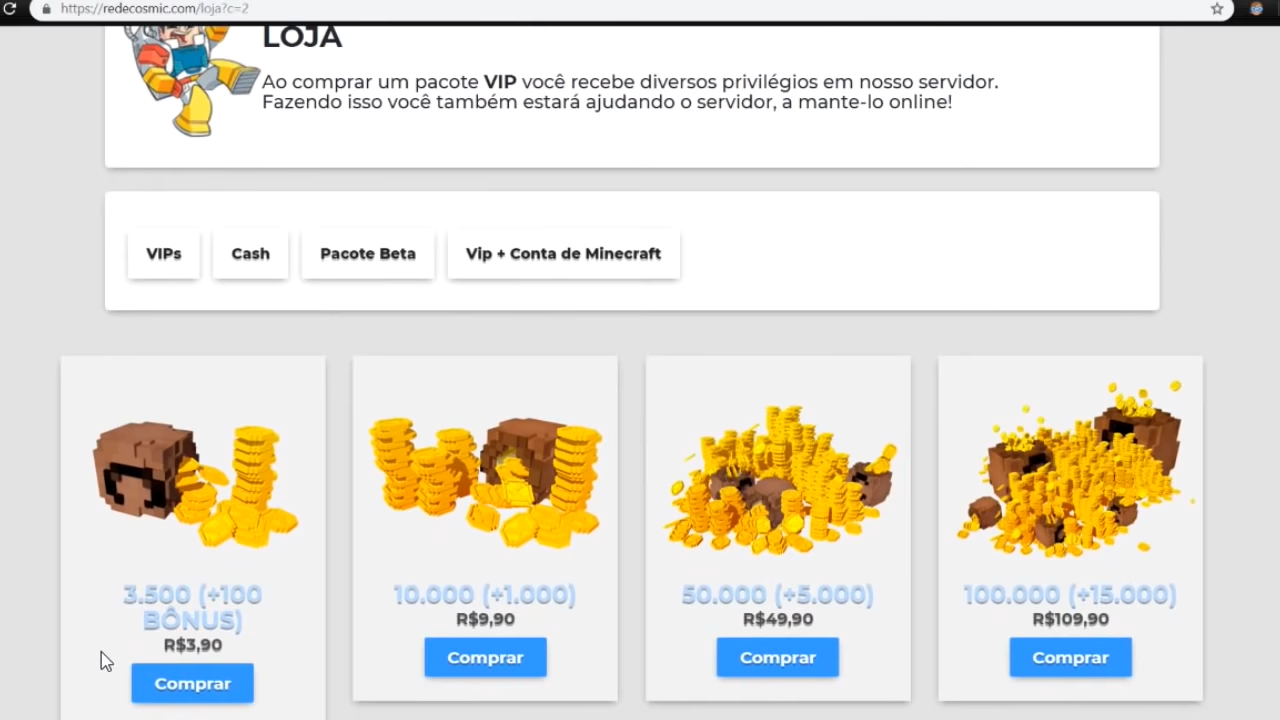 https://redecosmic.com/loja?c=2
LOJA
Ao comprar um pacote VIP você recebe diversos privilégios em nosso servidor.
Fazendo isso você também estará ajudando o servidor, a mante-lo online!
VIPs
Cash
Pacote Beta
Vip + Conta de Minecraft
3.500 (+100
BÔNUS)
R$3,90
Comprar
10.000 (+1.000)
R$9,90
Comprar
50.000 (+5.000)
R$49,90
Comprar
100.000 (+15.000)
R$109,90
Comprar